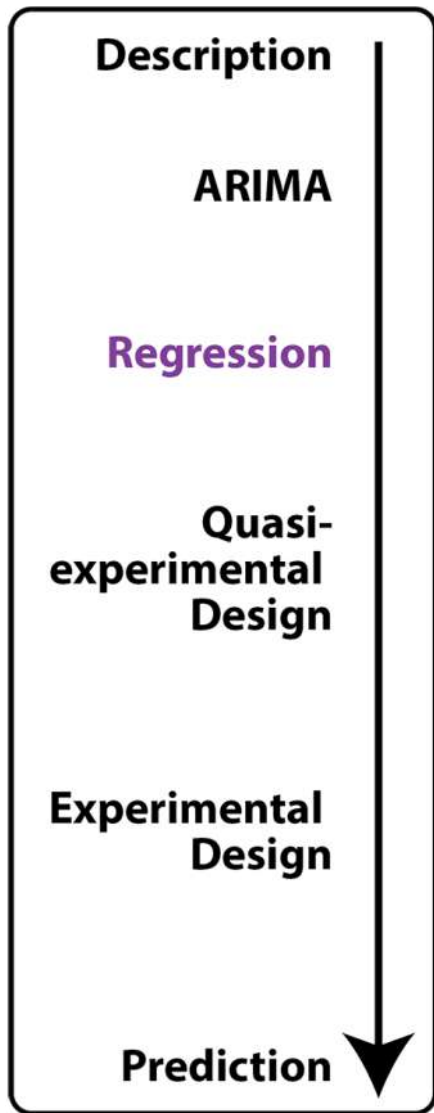 Description
ARIMA
Regression
Quasi-
experimental
Design
Experimental
Design
Prediction